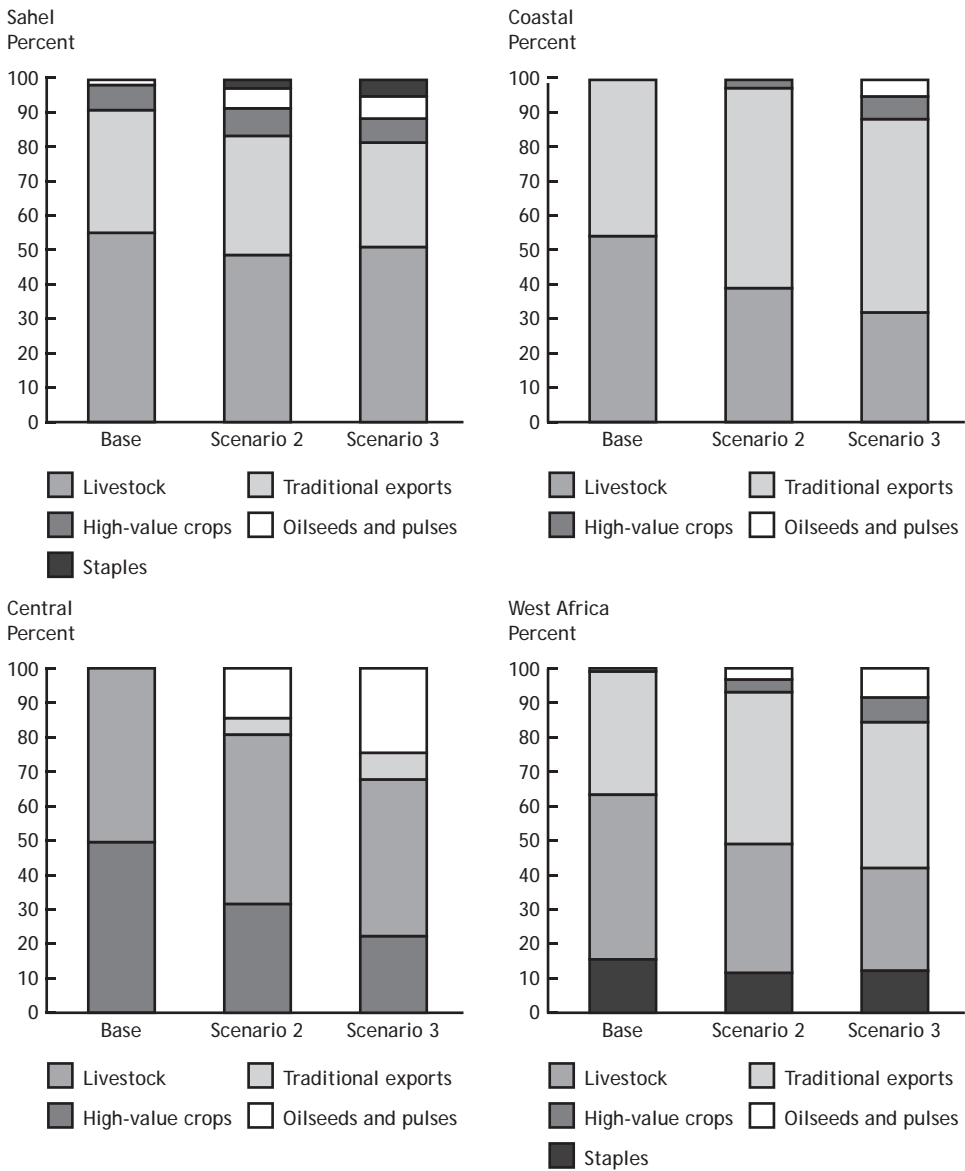 Sahel
Percent
100
90
80
70
60
50
40
30
20
10
0
Base Scenario 2 Scenario 3
Livestock Traditional exports
High-value crops Oilseeds and pulses
Staples
Coastal
Percent
100
90
80
70
60
50
40
30
20
10
0
Base Scenario 2 Scenario 3
Livestock Traditional exports
High-value crops Oilseeds and pulses
Central
Percent
100
90
80
70
60
50
40
30
20
10
0
Base Scenario 2 Scenario 3
Livestock Traditional exports
High-value crops Oilseeds and pulses
West Africa
Percent
100
90
80
70
60
50
40
30
20
10
0
Base Scenario 2 Scenario 3
Livestock Traditional exports
High-value crops Oilseeds and pulses
Staples